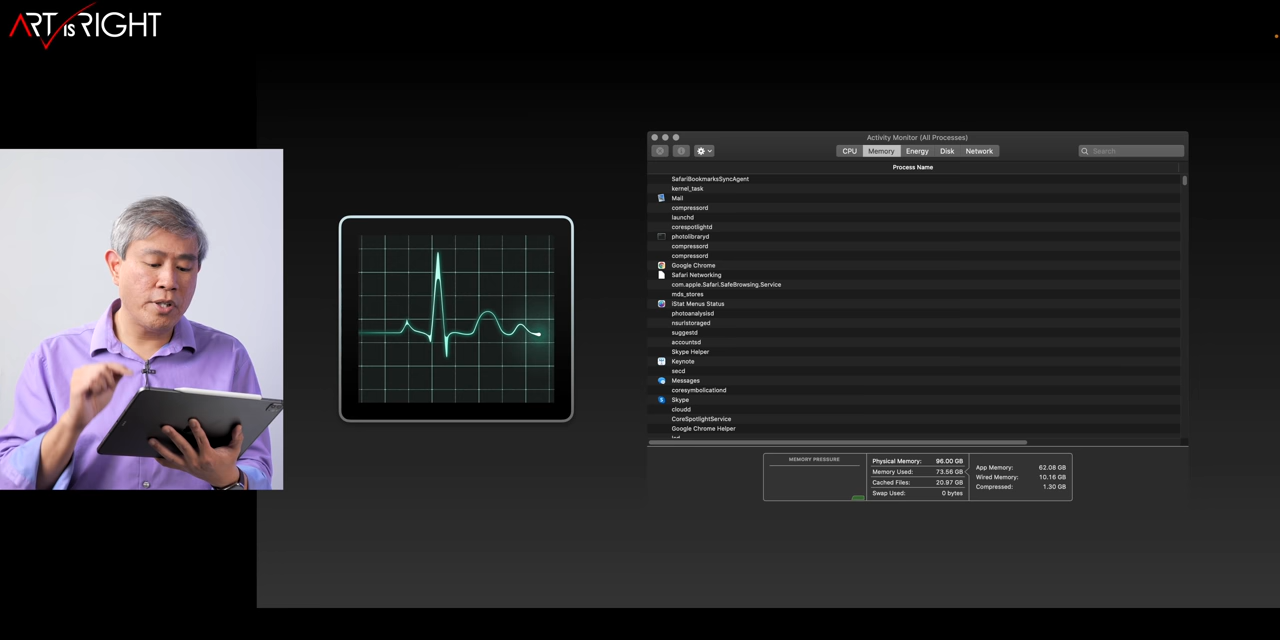 ART IS RIGHT
Activity Monitor (All Processes)
CPU Memory Energy Disk Network
Search
Process Name
SafariBookmarksSyncAgent
kernel_task
Mail
compressord
launchd
corespotlightd
photolibraryd
compressord
compressord
Google Chrome
Safari Networking
com.apple.Safari.SafeBrowsing.Service
mds_stores
iStat Menus Status
photoanalysisd
nsurlstoraged
suggestd
accountsd
Skype Helper
Keynote
secd
Messages
coresymbolicationd
Skype
cloudd
CoreSpotlightService
Google Chrome Helper
MEMORY PRESSURE
Physical Memory: 96.00 GB
Memory Used: 73.56 GB
Cached Files: 20.97 GB
Swap Used: 0 bytes
App Memory: 62.08 GB
Wired Memory: 10.16 GB
Compressed: 1.30 GB